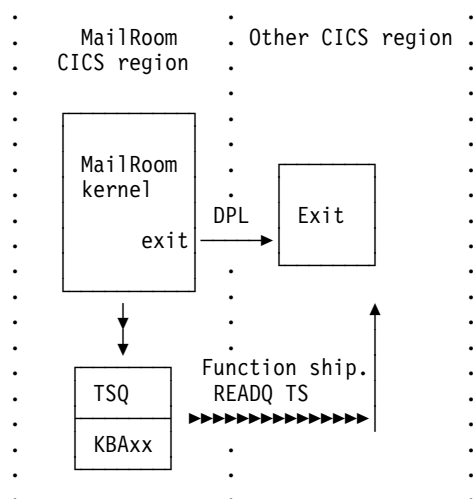 MailRoom
CICS region
Other CICS region
MailRoom
kernel
exit
DPL
Exit
TSQ
KBAxx
Function ship.
READQ TS